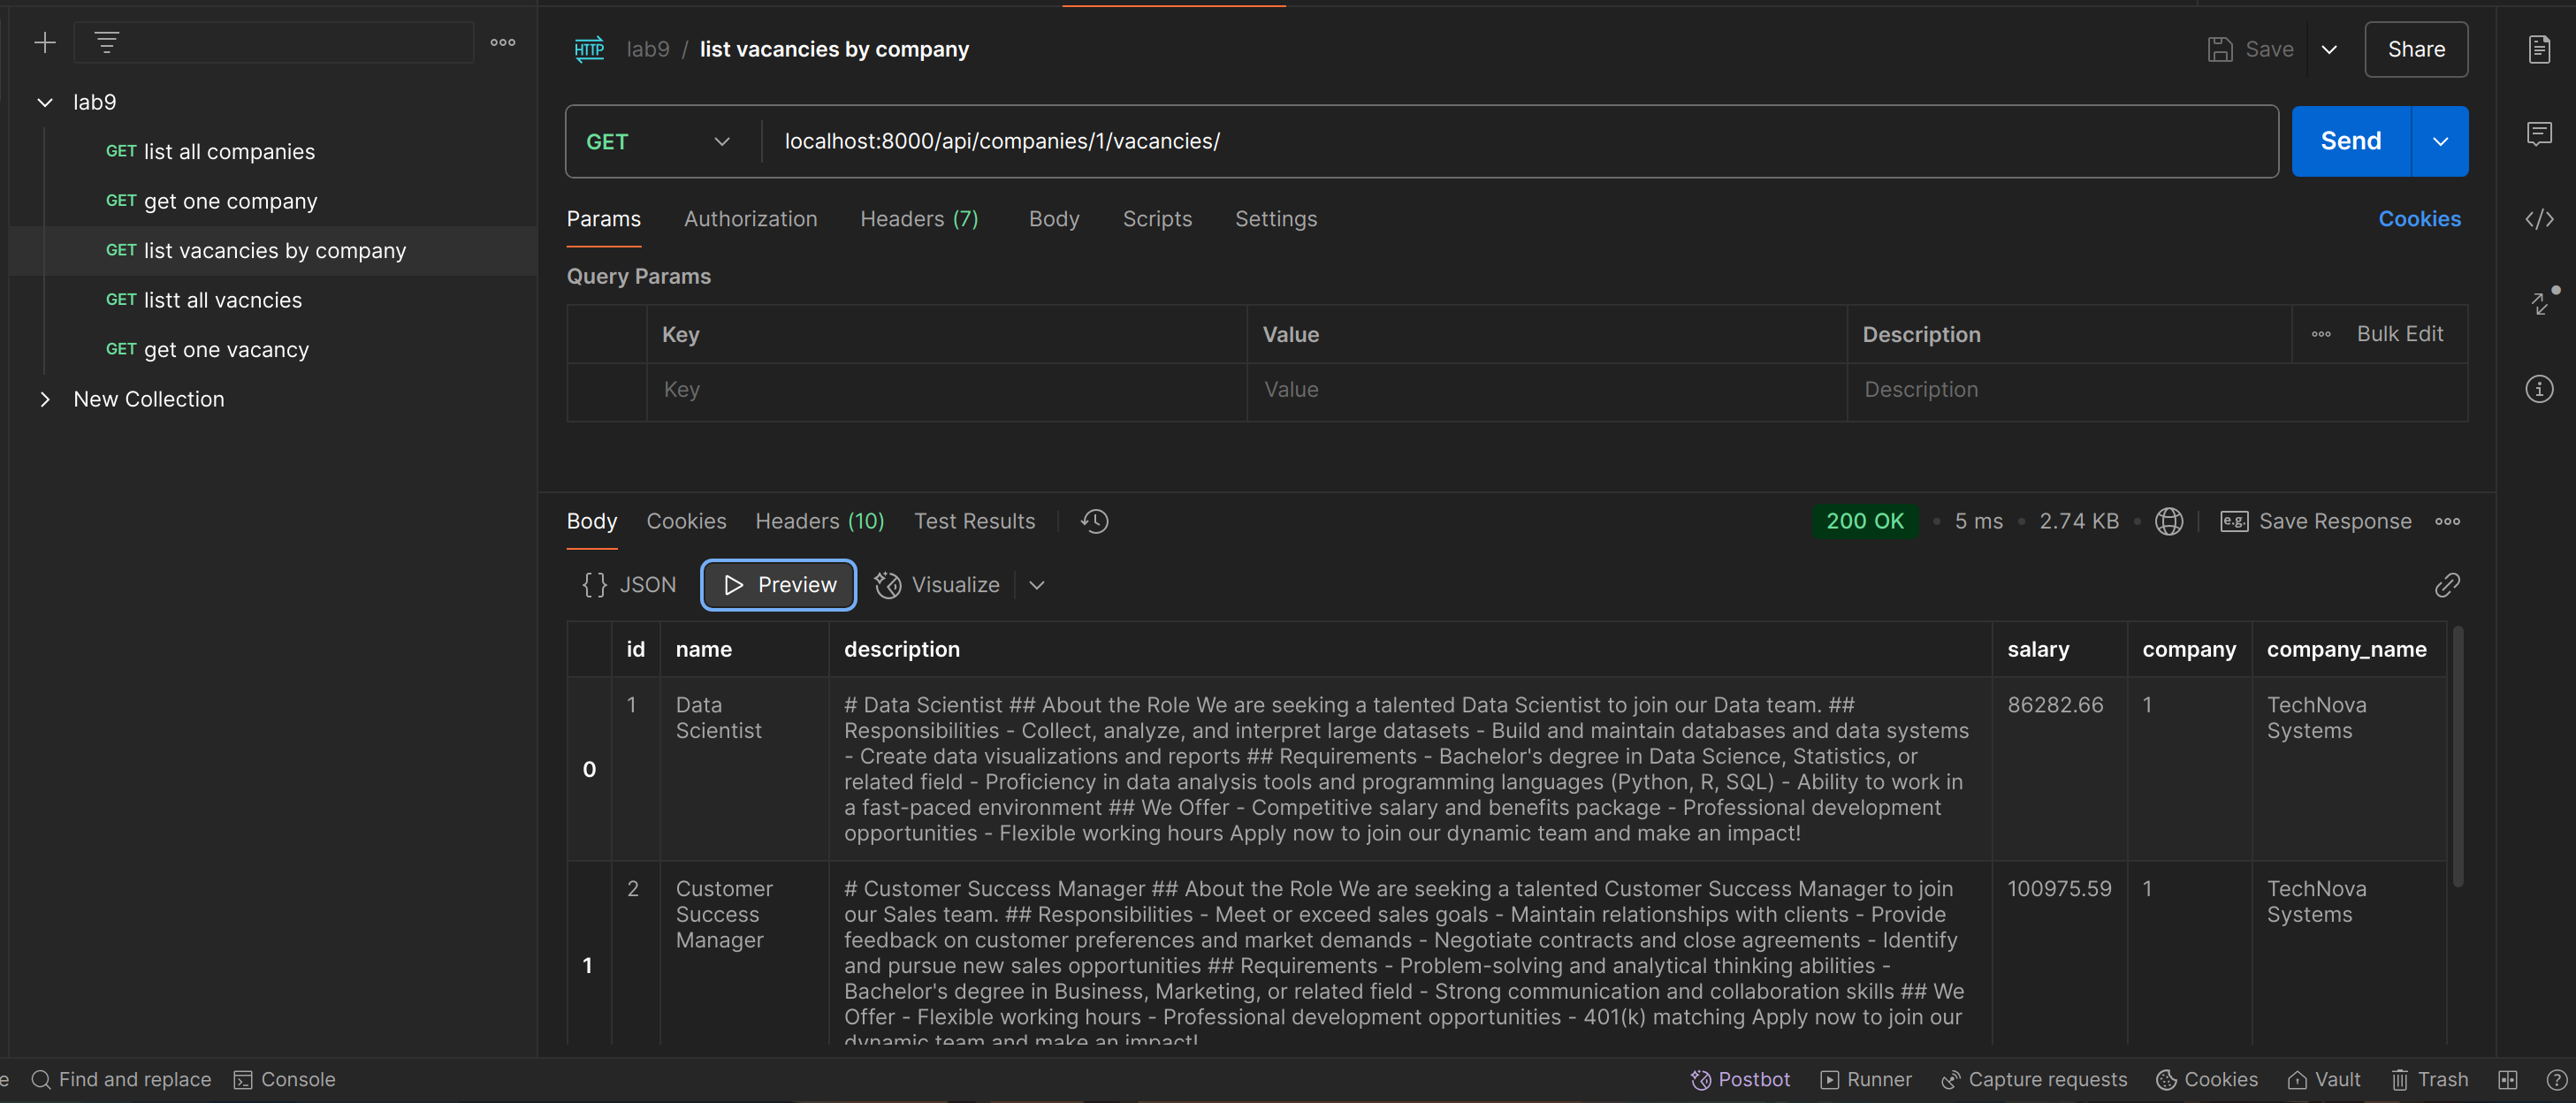 lab9
GET list all companies
GET get one company
GET list vacancies by company
GET listt all vacncies
GET get one vacancy
New Collection
HTTP lab9 / list vacancies by company
Save
Share
GET localhost:8000/api/companies/1/vacancies/
Send
Params Authorization Headers (7) Body Scripts Settings Cookies
Query Params
Key Value Description Bulk Edit
Key Value Description
Body Cookies Headers (10) Test Results 200 OK • 5 ms • 2.74 KB • e.g. Save Response
{} JSON Preview Visualize
id name description salary company company_name
0
1
Data
Scientist
# Data Scientist ## About the Role We are seeking a talented Data Scientist to join our Data team. ##
Responsibilities - Collect, analyze, and interpret large datasets - Build and maintain databases and data systems
- Create data visualizations and reports ## Requirements - Bachelor's degree in Data Science, Statistics, or
related field - Proficiency in data analysis tools and programming languages (Python, R, SQL) - Ability to work in
a fast-paced environment ## We Offer - Competitive salary and benefits package - Professional development
opportunities - Flexible working hours Apply now to join our dynamic team and make an impact!
86282.66
1
TechNova
Systems
1
2
Customer
Success
Manager
# Customer Success Manager ## About the Role We are seeking a talented Customer Success Manager to join
our Sales team. ## Responsibilities - Meet or exceed sales goals - Maintain relationships with clients - Provide
feedback on customer preferences and market demands - Negotiate contracts and close agreements - Identify
and pursue new sales opportunities ## Requirements - Problem-solving and analytical thinking abilities -
Bachelor's degree in Business, Marketing, or related field - Strong communication and collaboration skills ## We
Offer - Flexible working hours - Professional development opportunities - 401(k) matching Apply now to join our
dynamic team and make an impact!
100975.59
1
TechNova
Systems
e Find and replace Console Postbot Runner Capture requests Cookies Vault Trash